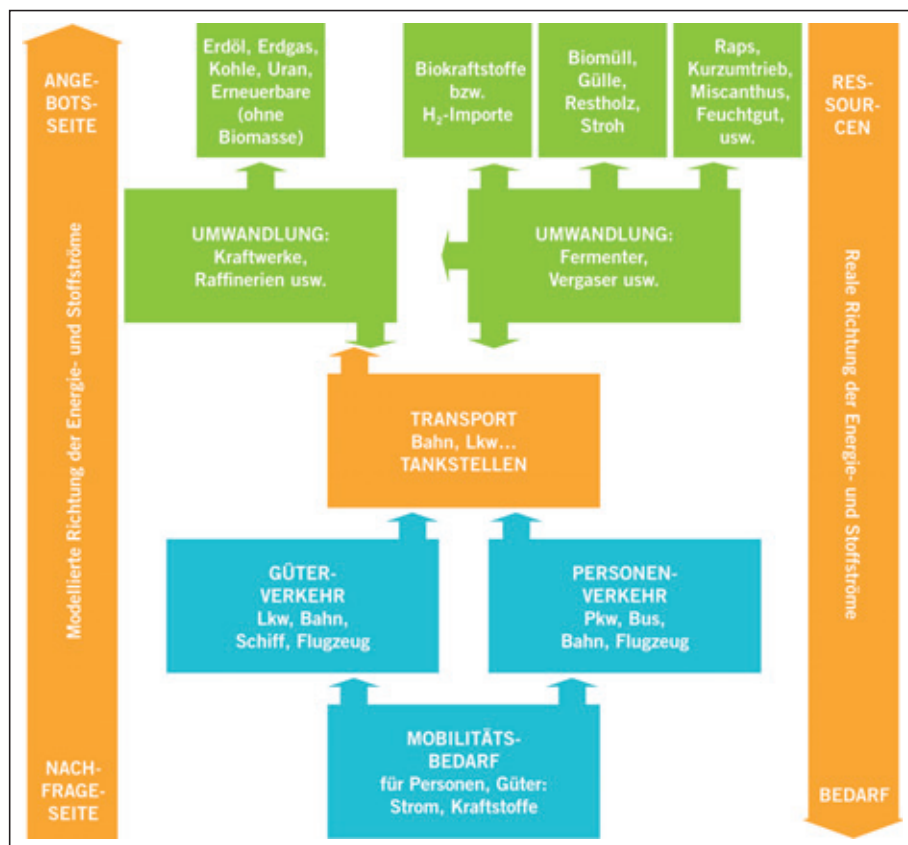 ANGE-
BOTS-
SEITE
Modellierte Richtung der Energie- und Stoffströme
NACH-
FRAGE-
SEITE
Erdöl, Erdgas,
Kohle, Uran,
Erneuerbare
(ohne
Biomasse)
Biokraftstoffe
bzw.
H₂-Importe
Biomüll,
Gülle,
Restholz,
Stroh
Raps,
Kurzumtrieb,
Miscanthus,
Feuchtgut,
usw.
UMWANDLUNG:
Kraftwerke,
Raffinerien usw.
UMWANDLUNG:
Fermenter,
Vergaser usw.
TRANSPORT
Bahn, Lkw...
TANKSTELLEN
GÜTER-
VERKEHR
Lkw, Bahn,
Schiff, Flugzeug
PERSONEN-
VERKEHR
Pkw, Bus,
Bahn, Flugzeug
MOBILITÄTS-
BEDARF
für Personen, Güter:
Strom, Kraftstoffe
RES-
SOUR-
CEN
Reale Richtung der Energie- und Stoffströme
BEDARF